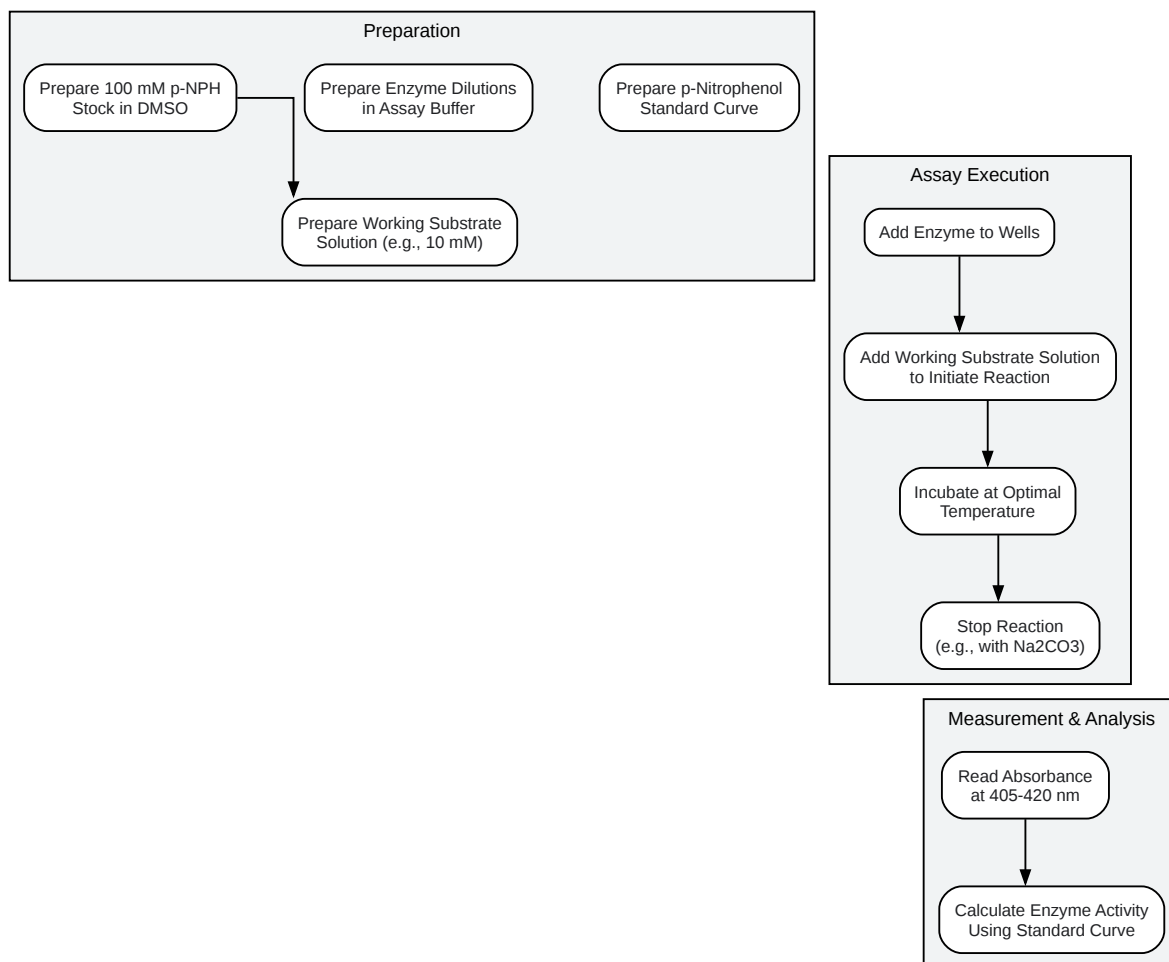 Preparation
Prepare 100 mM p-NPH
Stock in DMSO
Prepare Enzyme Dilutions
in Assay Buffer
Prepare p-Nitrophenol
Standard Curve
Prepare Working Substrate
Solution (e.g., 10 mM)
Assay Execution
Add Enzyme to Wells
Add Working Substrate Solution
to Initiate Reaction
Incubate at Optimal
Temperature
Stop Reaction
(e.g., with Na2CO3)
Measurement & Analysis
Read Absorbance
at 405-420 nm
Calculate Enzyme Activity
Using Standard Curve